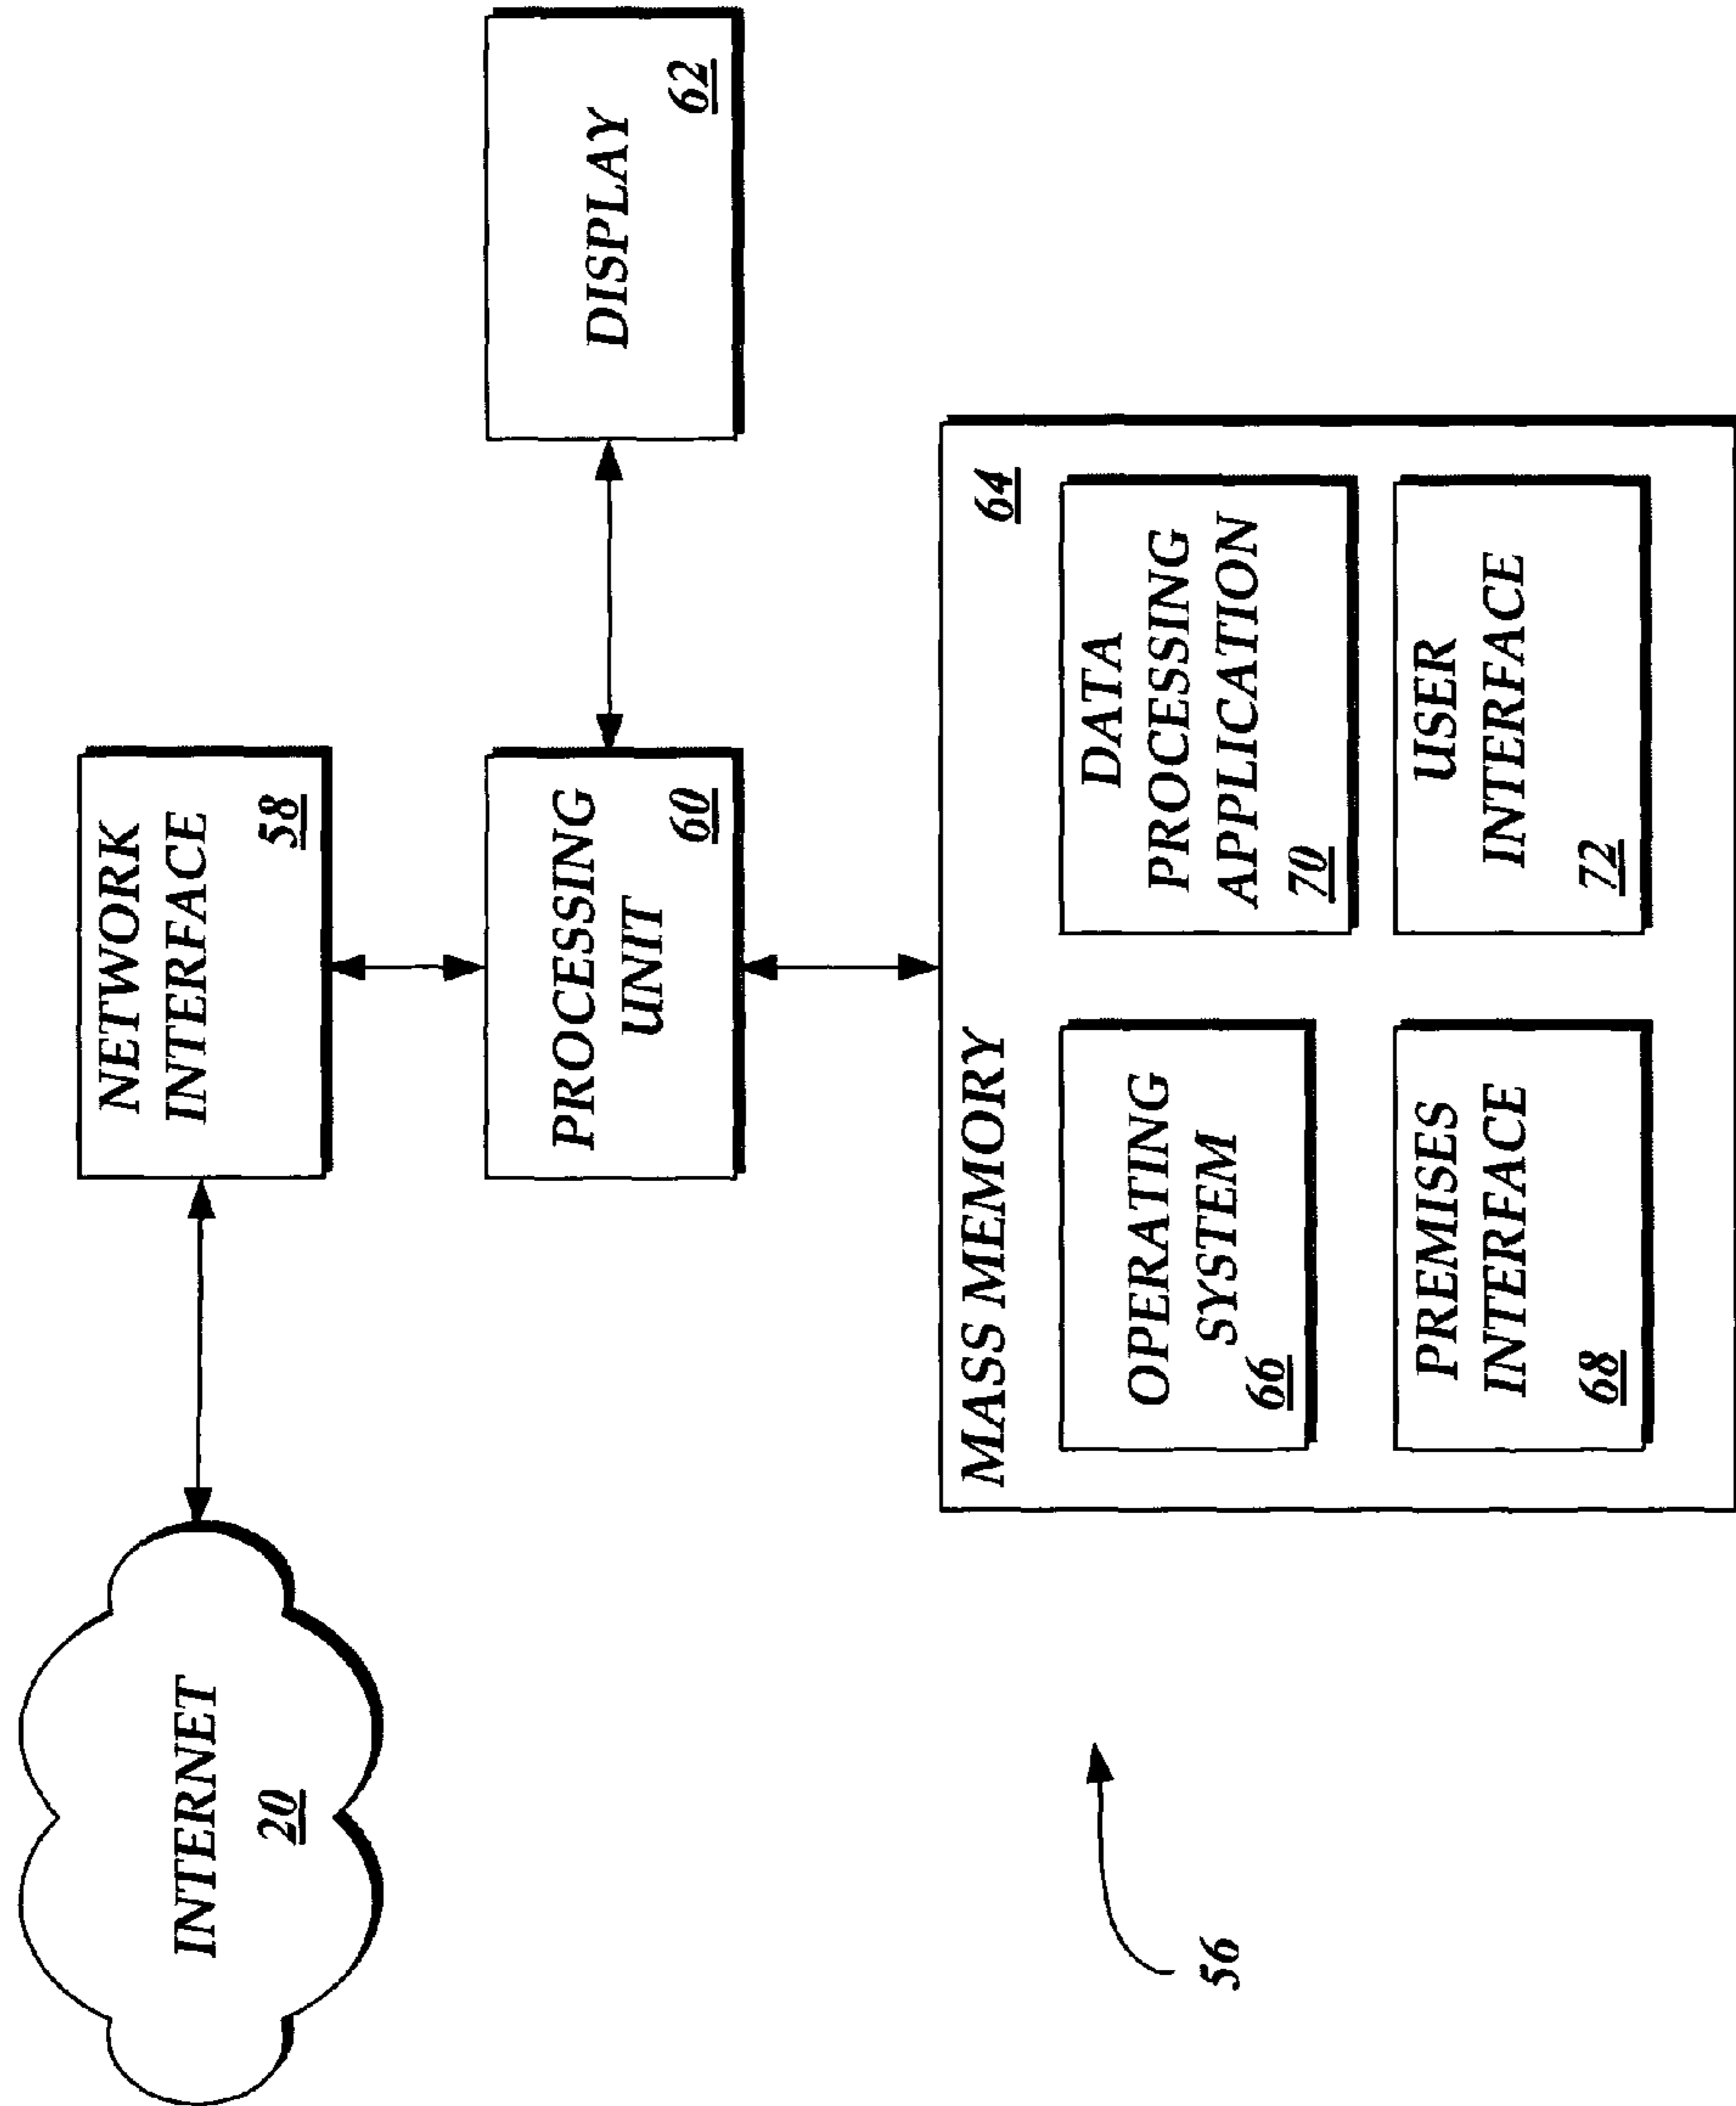 INTERNET
20
NETWORK
INTERFACE
58
PROCESSING
UNIT
60
DISPLAY
62
MASS MEMORY
64
OPERATING
SYSTEM
66
DATA
PROCESSING
APPLICATION
70
PREMISES
INTERFACE
68
USER
INTERFACE
72
56